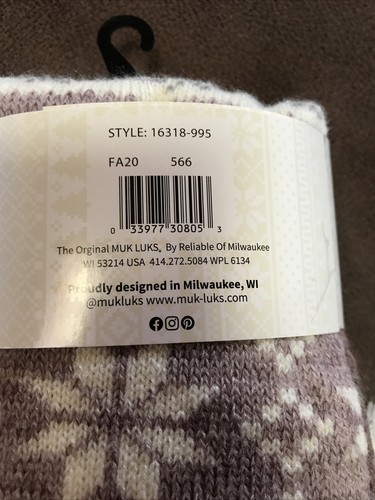 STYLE: 16318-995
FA20 566
0 33977 30805 3
The Orginal MUK LUKS, By Reliable Of Milwaukee
WI 53214 USA 414.272.5084 WPL 6134
Proudly designed in Milwaukee, WI
@mukluks www.muk-luks.com